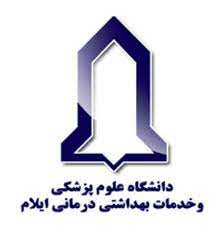 دانشگاه علوم پزشکی
وخدمات بهداشتی درمانی ایلام